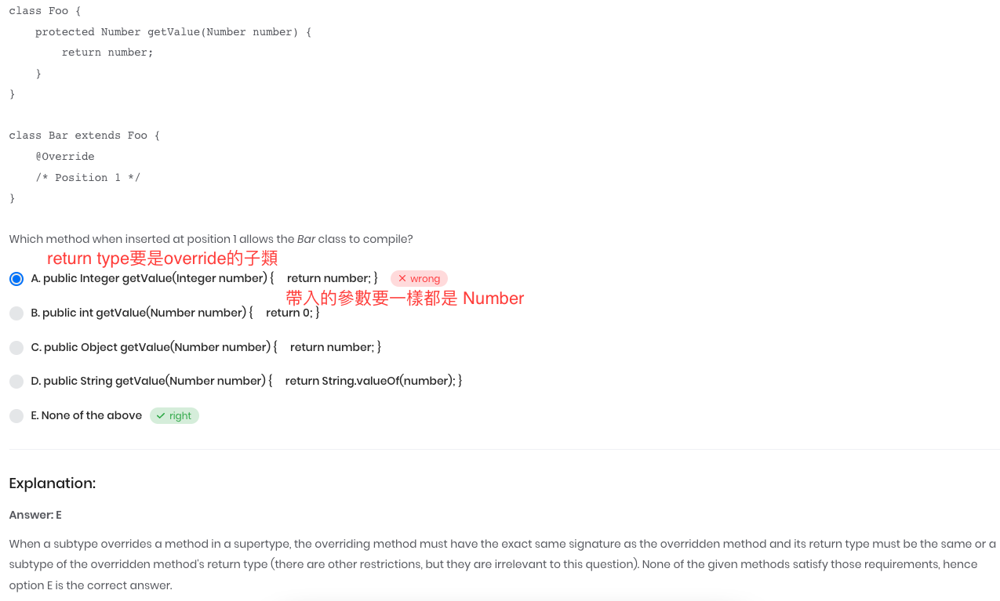 class Foo {
    protected Number getValue(Number number) {
        return number;
    }
}
class Bar extends Foo {
    @Override
    /* Position 1 */
}
Which method when inserted at position 1 allows the Bar class to compile?
return type要是override的子類
A. public Integer getValue(Integer number) {    return number; } wrong
帶入的參數要一樣都是 Number
B. public int getValue(Number number) {    return 0; }
C. public Object getValue(Number number) {    return number; }
D. public String getValue(Number number) {    return String.valueOf(number); }
E. None of the above right
Explanation:
Answer: E
When a subtype overrides a method in a supertype, the overriding method must have the exact same signature as the overridden method and its return type must be the same or a
subtype of the overridden method's return type (there are other restrictions, but they are irrelevant to this question). None of the given methods satisfy those requirements, hence
option E is the correct answer.